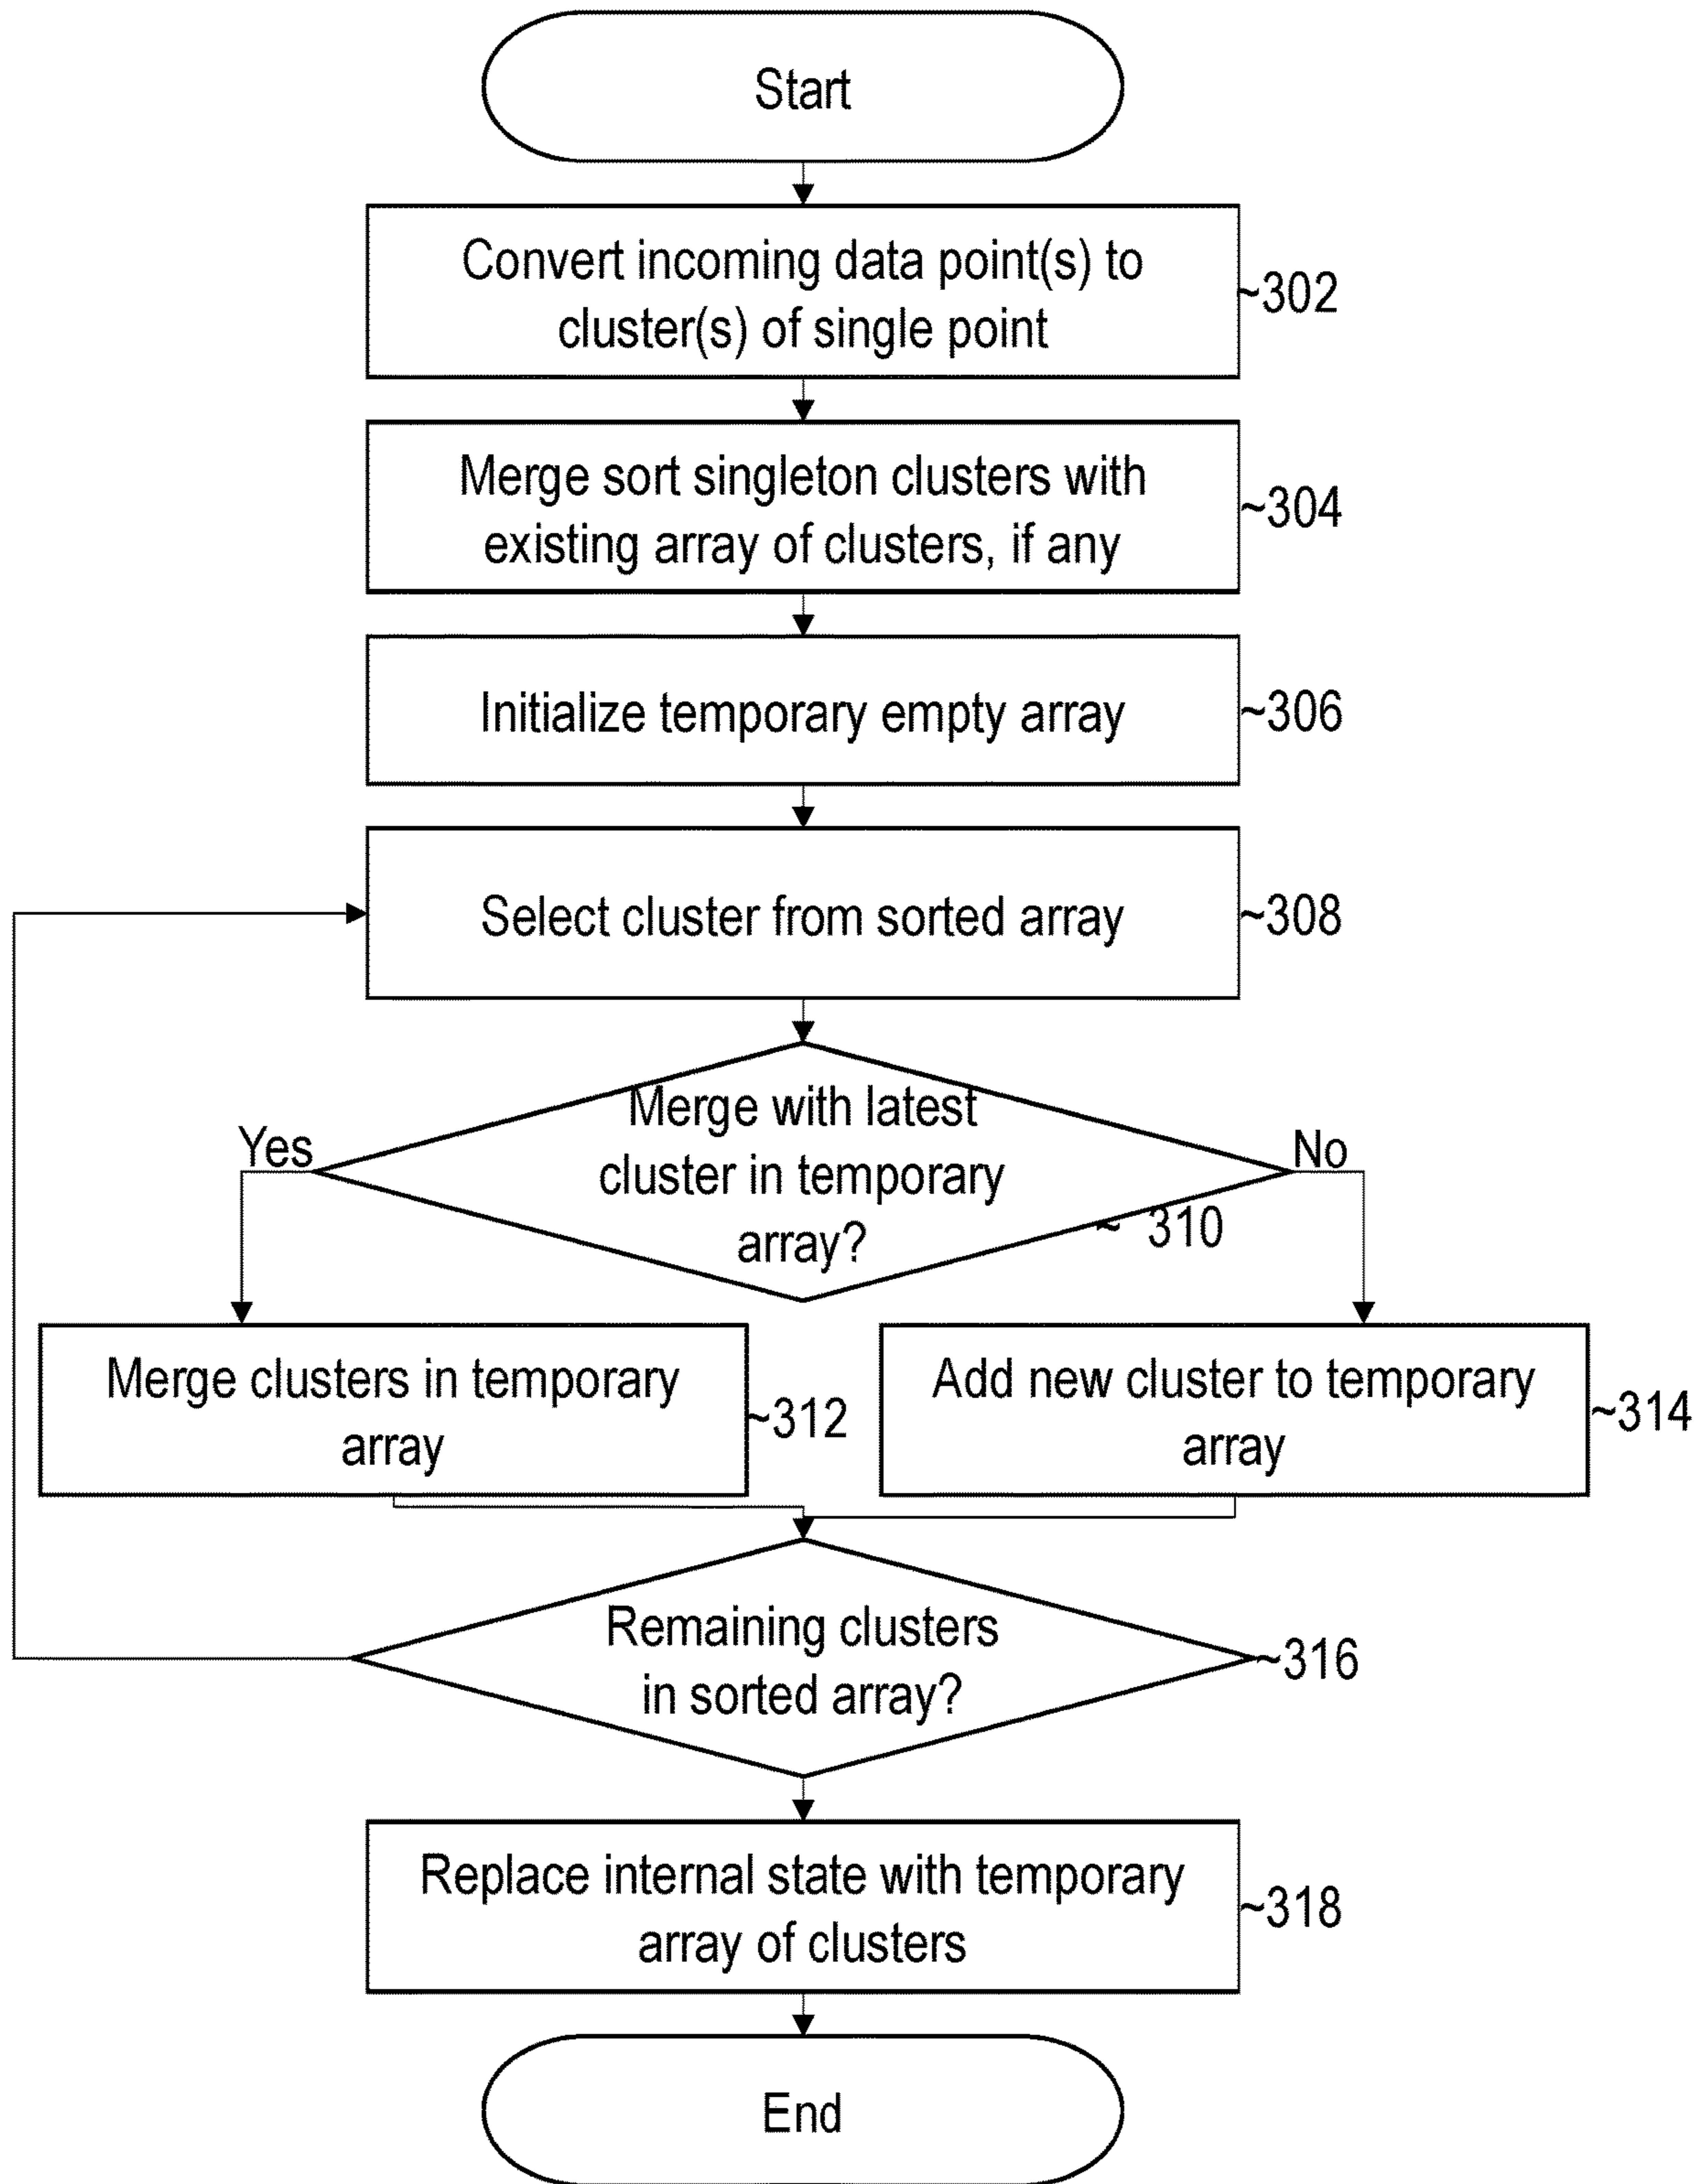 Start
Convert incoming data point(s) to
cluster(s) of single point
~302
Merge sort singleton clusters with
existing array of clusters, if any
~304
Initialize temporary empty array
~306
Select cluster from sorted array
~308
Merge with latest
cluster in temporary
array?
~ 310
Yes
No
Merge clusters in temporary
array
~312
Add new cluster to temporary
array
~314
Remaining clusters
in sorted array?
~316
Replace internal state with temporary
array of clusters
~318
End